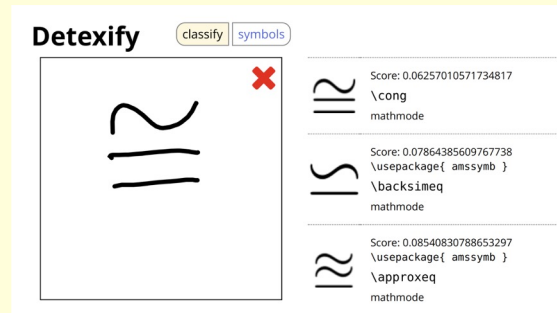 Detexify
classify symbols
Score: 0.06257010571734817
\cong
mathmode
Score: 0.07864385609767738
\usepackage{ amssymb }
\backsimeq
mathmode
Score: 0.08540830788653297
\usepackage{ amssymb }
\approxeq
mathmode